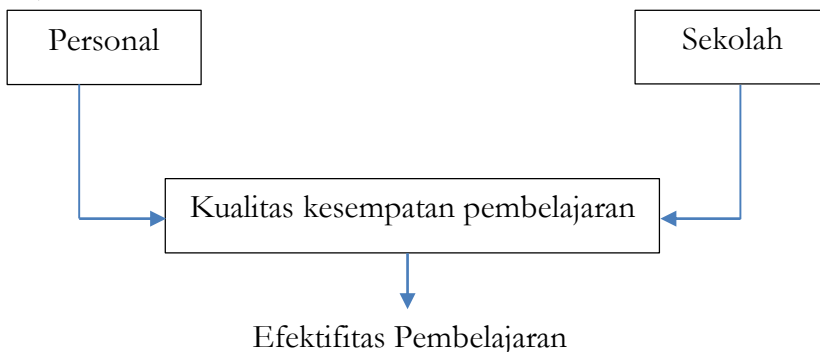 Personal
Sekolah
Kualitas kesempatan pembelajaran
Efektifitas Pembelajaran